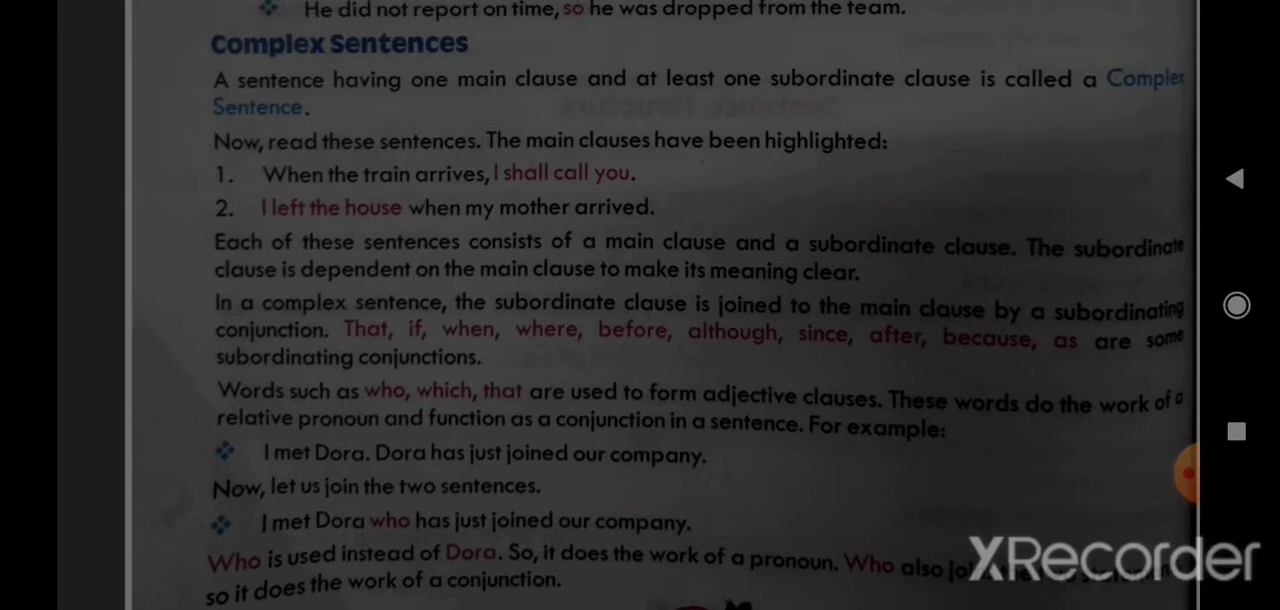 He did not report on time, so he was dropped from the team.
Complex Sentences
A sentence having one main clause and at least one subordinate clause is called a Complex
Sentence.
Now, read these sentences. The main clauses have been highlighted:
1. When the train arrives, I shall call you.
2. I left the house when my mother arrived.
Each of these sentences consists of a main clause and a subordinate clause. The subordinate
clause is dependent on the main clause to make its meaning clear.
In a complex sentence, the subordinate clause is joined to the main clause by a subordinating
conjunction. That, if, when, where, before, although, since, after, because, as are some
subordinating conjunctions.
Words such as who, which, that are used to form adjective clauses. These words do the work of a
relative pronoun and function as a conjunction in a sentence. For example:
I met Dora. Dora has just joined our company.
Now, let us join the two sentences.
I met Dora who has just joined our company.
Who is used instead of Dora. So, it does the work of a pronoun. Who also
so it does the work of a conjunction.
XRecorder